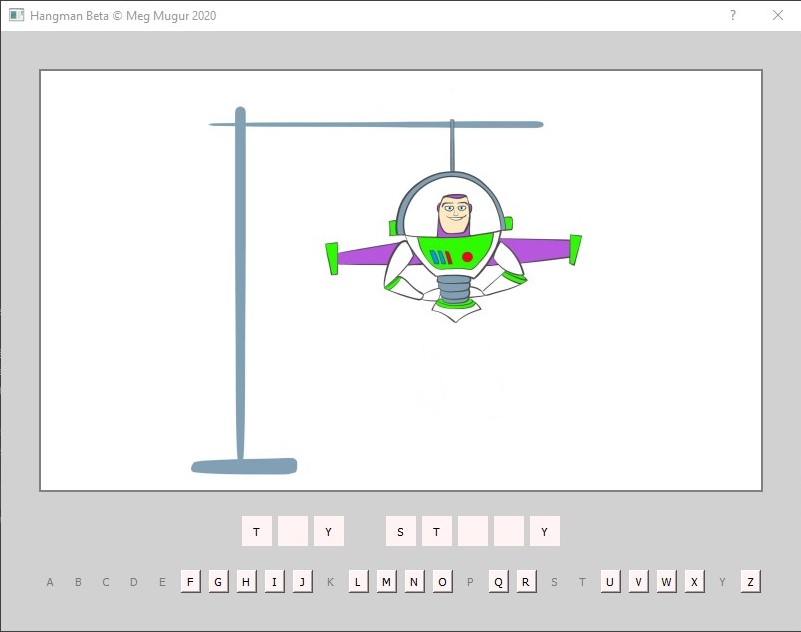 Hangman Beta © Meg Mugur 2020 ?
T Y S T Y
A B C D E F G H I J K L M N O P Q R S T U V W X Y Z